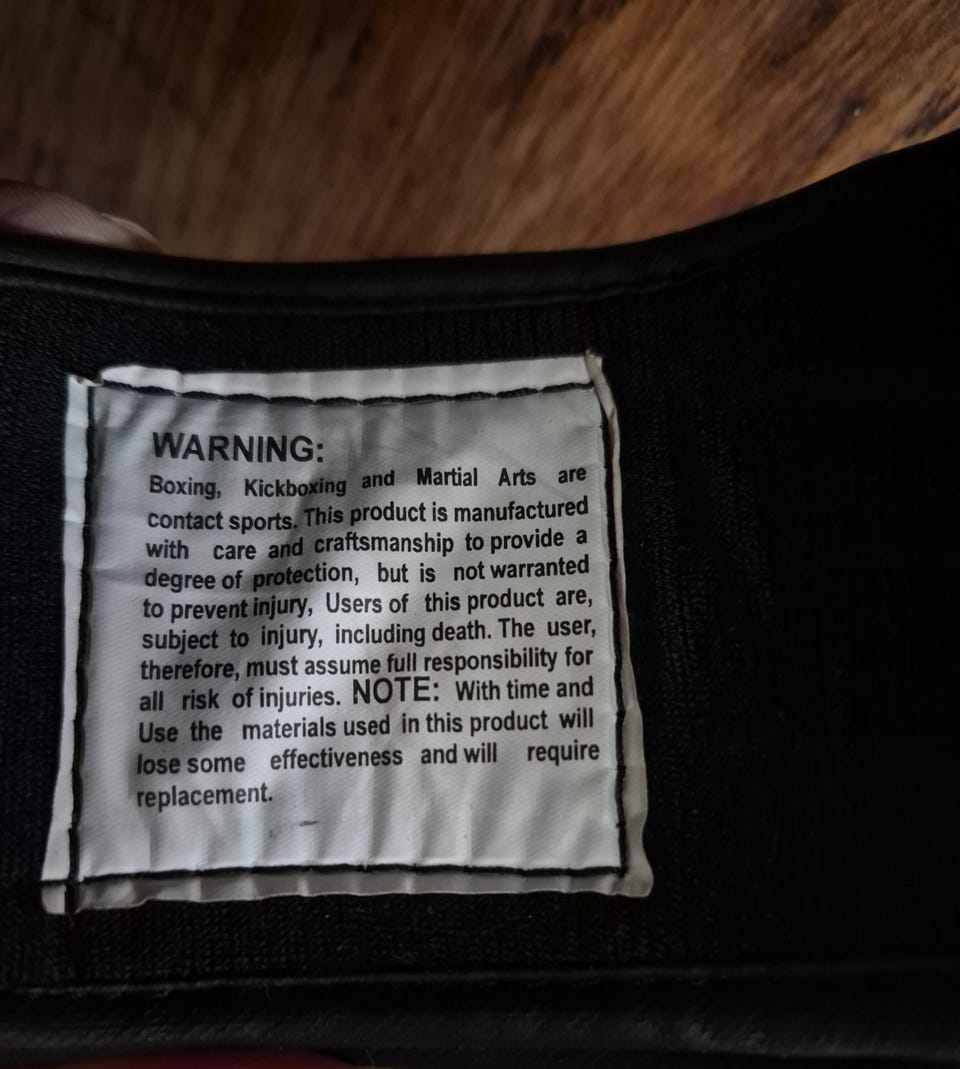 WARNING:
Boxing, Kickboxing and Martial Arts are
contact sports. This product is manufactured
with care and craftsmanship to provide a
degree of protection, but is not warranted
to prevent injury, Users of this product are,
subject to injury, including death. The user,
therefore, must assume full responsibility for
all risk of injuries. NOTE: With time and
Use the materials used in this product will
lose some effectiveness and will require
replacement.